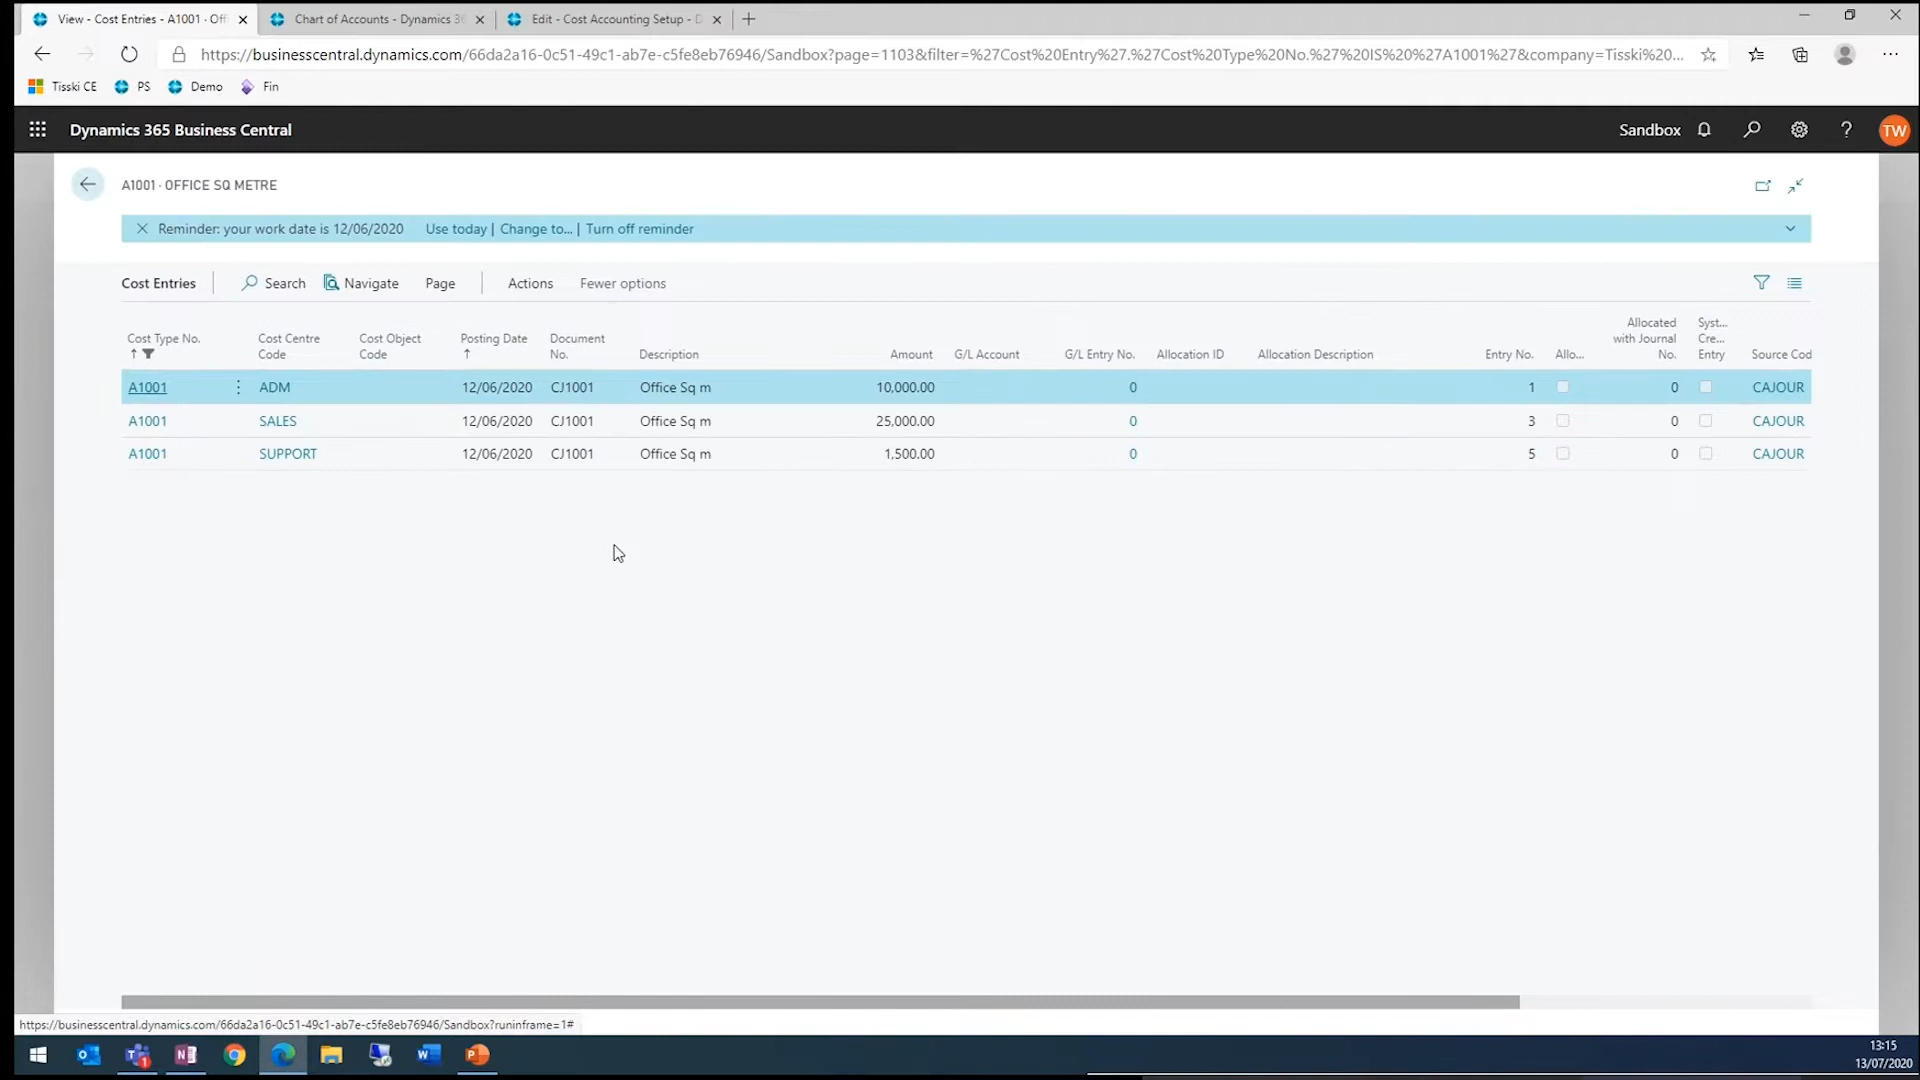 View - Cost Entries - A1001 · Off
Chart of Accounts - Dynamics 36
Edit - Cost Accounting Setup - D
https://businesscentral.dynamics.com/66da2a16-0c51-49c1-ab7e-c5fe8eb76946/Sandbox?page=1103&filter=%27Cost%20Entry%27.%27Cost%20Type%20No.%27%20IS%20%27A1001%27&company=Tisski%20...
Tisski CE PS Demo Fin
Dynamics 365 Business Central Sandbox ? TW
A1001 · OFFICE SQ METRE
Reminder: your work date is 12/06/2020 Use today | Change to... | Turn off reminder
Cost Entries Search Navigate Page Actions Fewer options
Cost Type No. Cost Centre Code Cost Object Code Posting Date Document No. Description Amount G/L Account G/L Entry No. Allocation ID Allocation Description Entry No. Allo... Allocated with Journal No. Syst... Cre... Entry Source Cod
A1001 ADM 12/06/2020 CJ1001 Office Sq m 10,000.00 0 1 0 CAJOUR
A1001 SALES 12/06/2020 CJ1001 Office Sq m 25,000.00 0 3 0 CAJOUR
A1001 SUPPORT 12/06/2020 CJ1001 Office Sq m 1,500.00 0 5 0 CAJOUR
https://businesscentral.dynamics.com/66da2a16-0c51-49c1-ab7e-c5fe8eb76946/Sandbox?runinframe=1#
13:15
13/07/2020